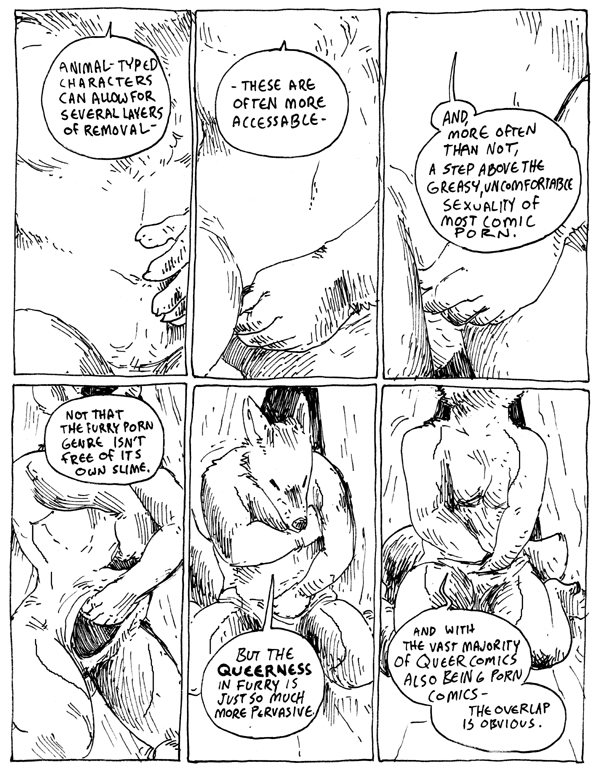 ANIMAL-TYPED
CHARACTERS
CAN ALLOW FOR
SEVERAL LAYERS
OF REMOVAL-
-THESE ARE
OFTEN MORE
ACCESSABLE-
AND,
MORE OFTEN
THAN NOT,
A STEP ABOVE THE
GREASY, UNCOMFORTABLE
SEXUALITY OF
MOST COMIC
PORN.
NOT THAT
THE FURRY PORN
GENRE ISN'T
FREE OF ITS
OWN SLIME.
BUT THE
QUEERNESS
IN FURRY IS
JUST SO MUCH
MORE PERVASIVE.
AND WITH
THE VAST MAJORITY
OF QUEER COMICS
ALSO BEING PORN
COMICS-
THE OVERLAP
IS OBVIOUS.